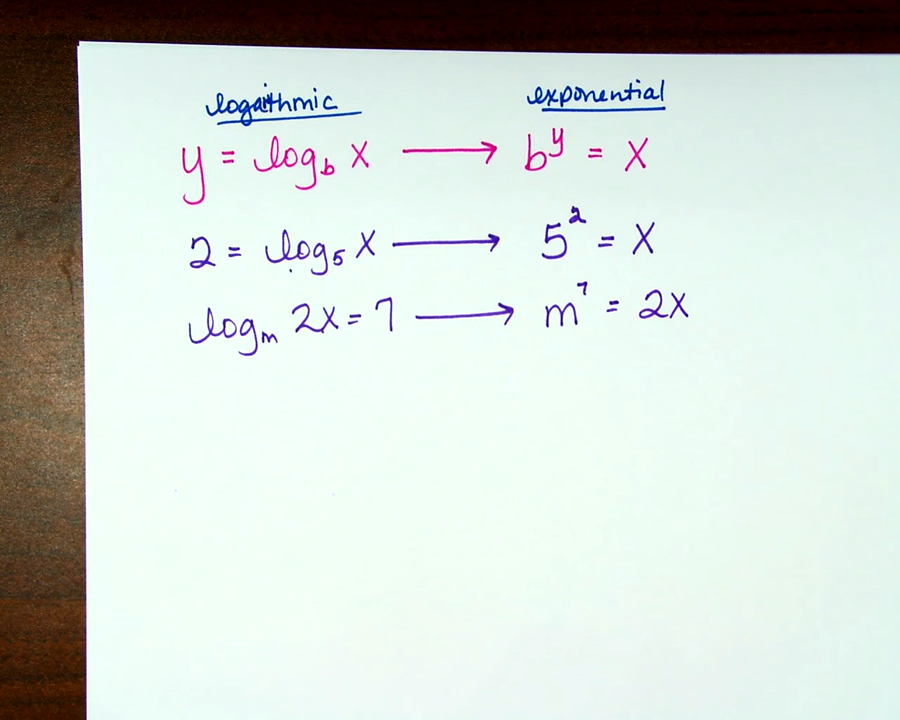 logarithmic exponential
y = log_b x ⟶ b^y = x
2 = log_5 x ⟶ 5^2 = x
log_m 2x = 7 ⟶ m^7 = 2x